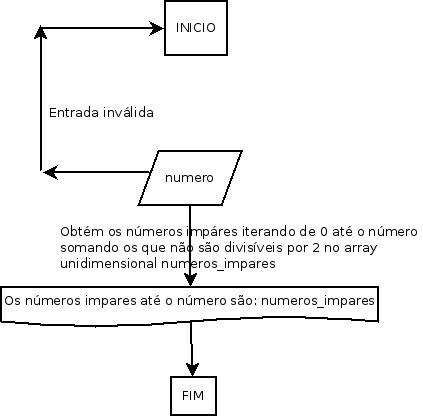 INICIO
Entrada inválida
numero
Obtém os números impáres iterando de 0 até o número
somando os que não são divisíveis por 2 no array
unidimensional numeros_impares
Os números impares até o número são: numeros_impares
FIM